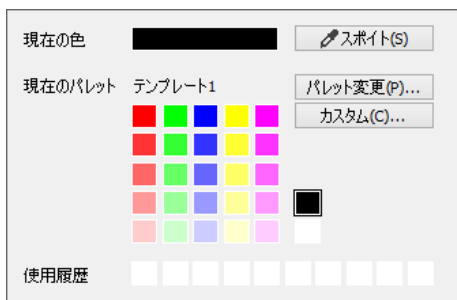 現在の色
スポイト(S)
現在のパレット テンプレート1
パレット変更(P)...
カスタム(C)...
使用履歴